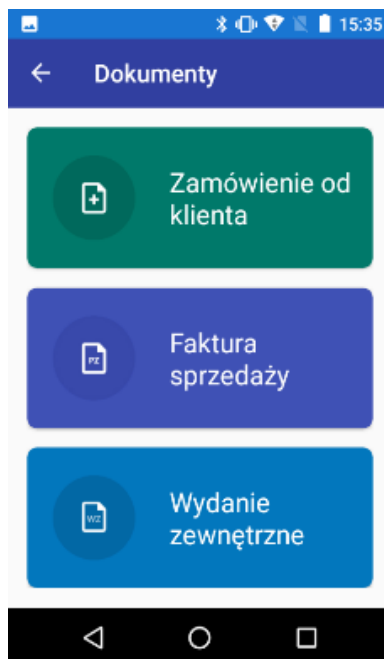 15:35
Dokumenty
Zamówienie od
klienta
PZ
Faktura
sprzedaży
WZ
Wydanie
zewnętrzne